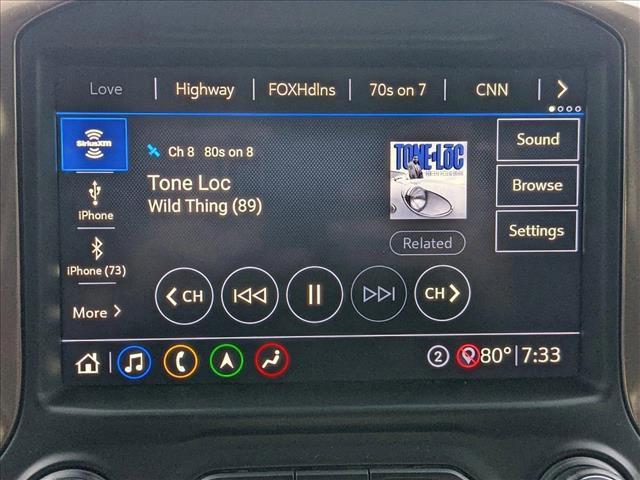 Love Highway FOXHdlns 70s on 7 CNN
SiriusXM
Ch 8 80s on 8
Tone Loc
Wild Thing (89)
TONE-LŌC
Related
Sound
Browse
Settings
iPhone
iPhone (73)
More
CH
CH
2 80° 7:33